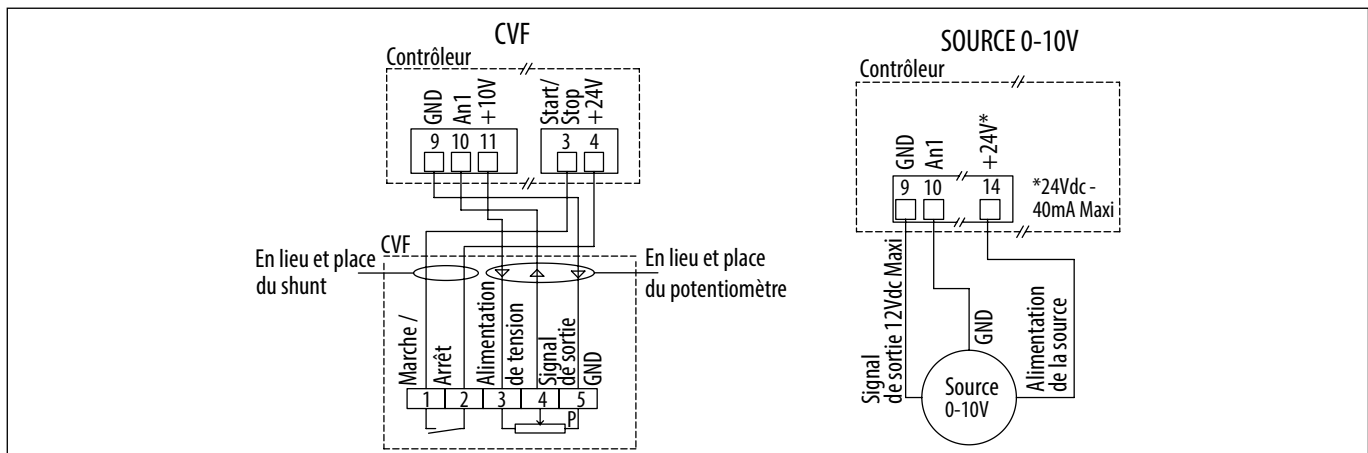 CVF
Contrôleur
GND
An1
+10V
Start/
Stop
+24V
9 10 11
3 4
CVF
En lieu et place
du shunt
En lieu et place
du potentiomètre
Marche /
Arrêt
Alimentation
de tension
Signal
de sortie
GND
1 2 3 4 5
P
SOURCE 0-10V
Contrôleur
GND
An1
+24V*
9 10 14
*24Vdc -
40mA Maxi
Signal
de sortie 12Vdc Maxi
GND
Alimentation
de la source
Source
0-10V